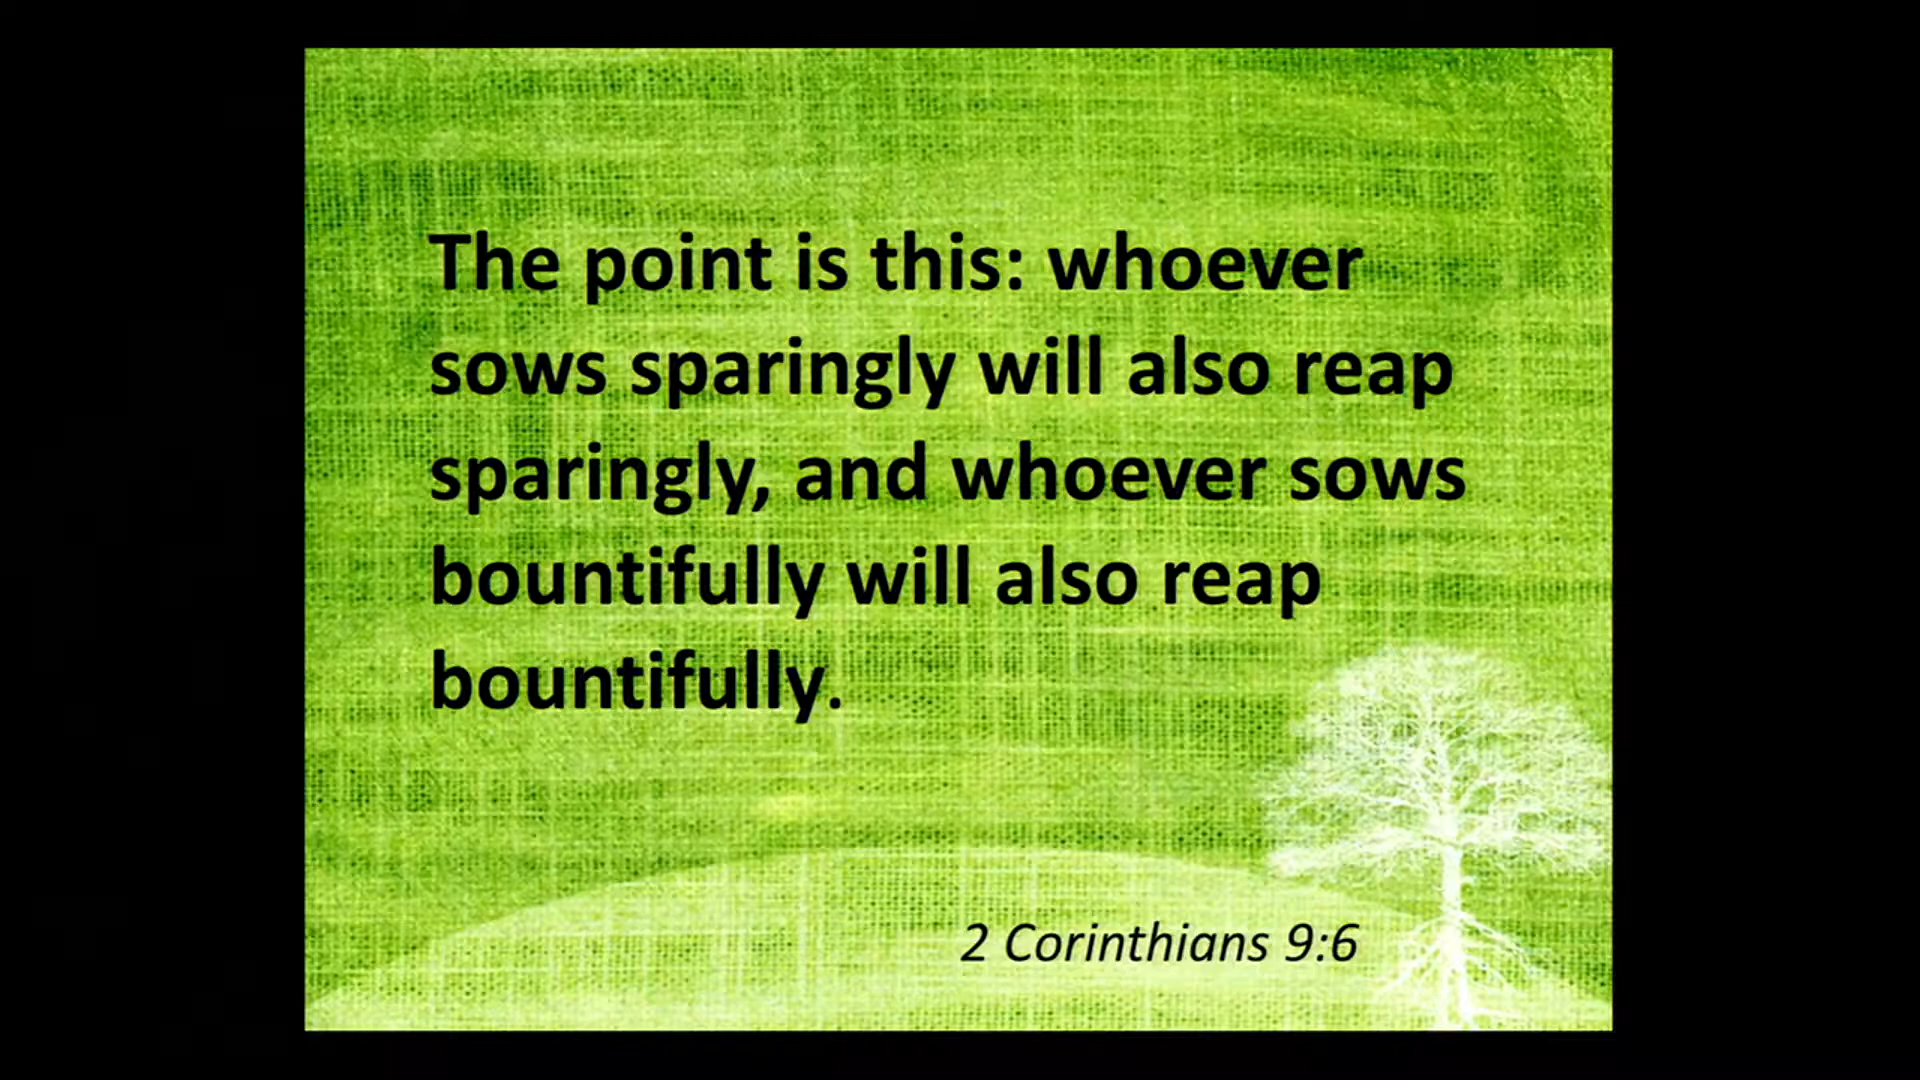 The point is this: whoever
sows sparingly will also reap
sparingly, and whoever sows
bountifully will also reap
bountifully.
2 Corinthians 9:6